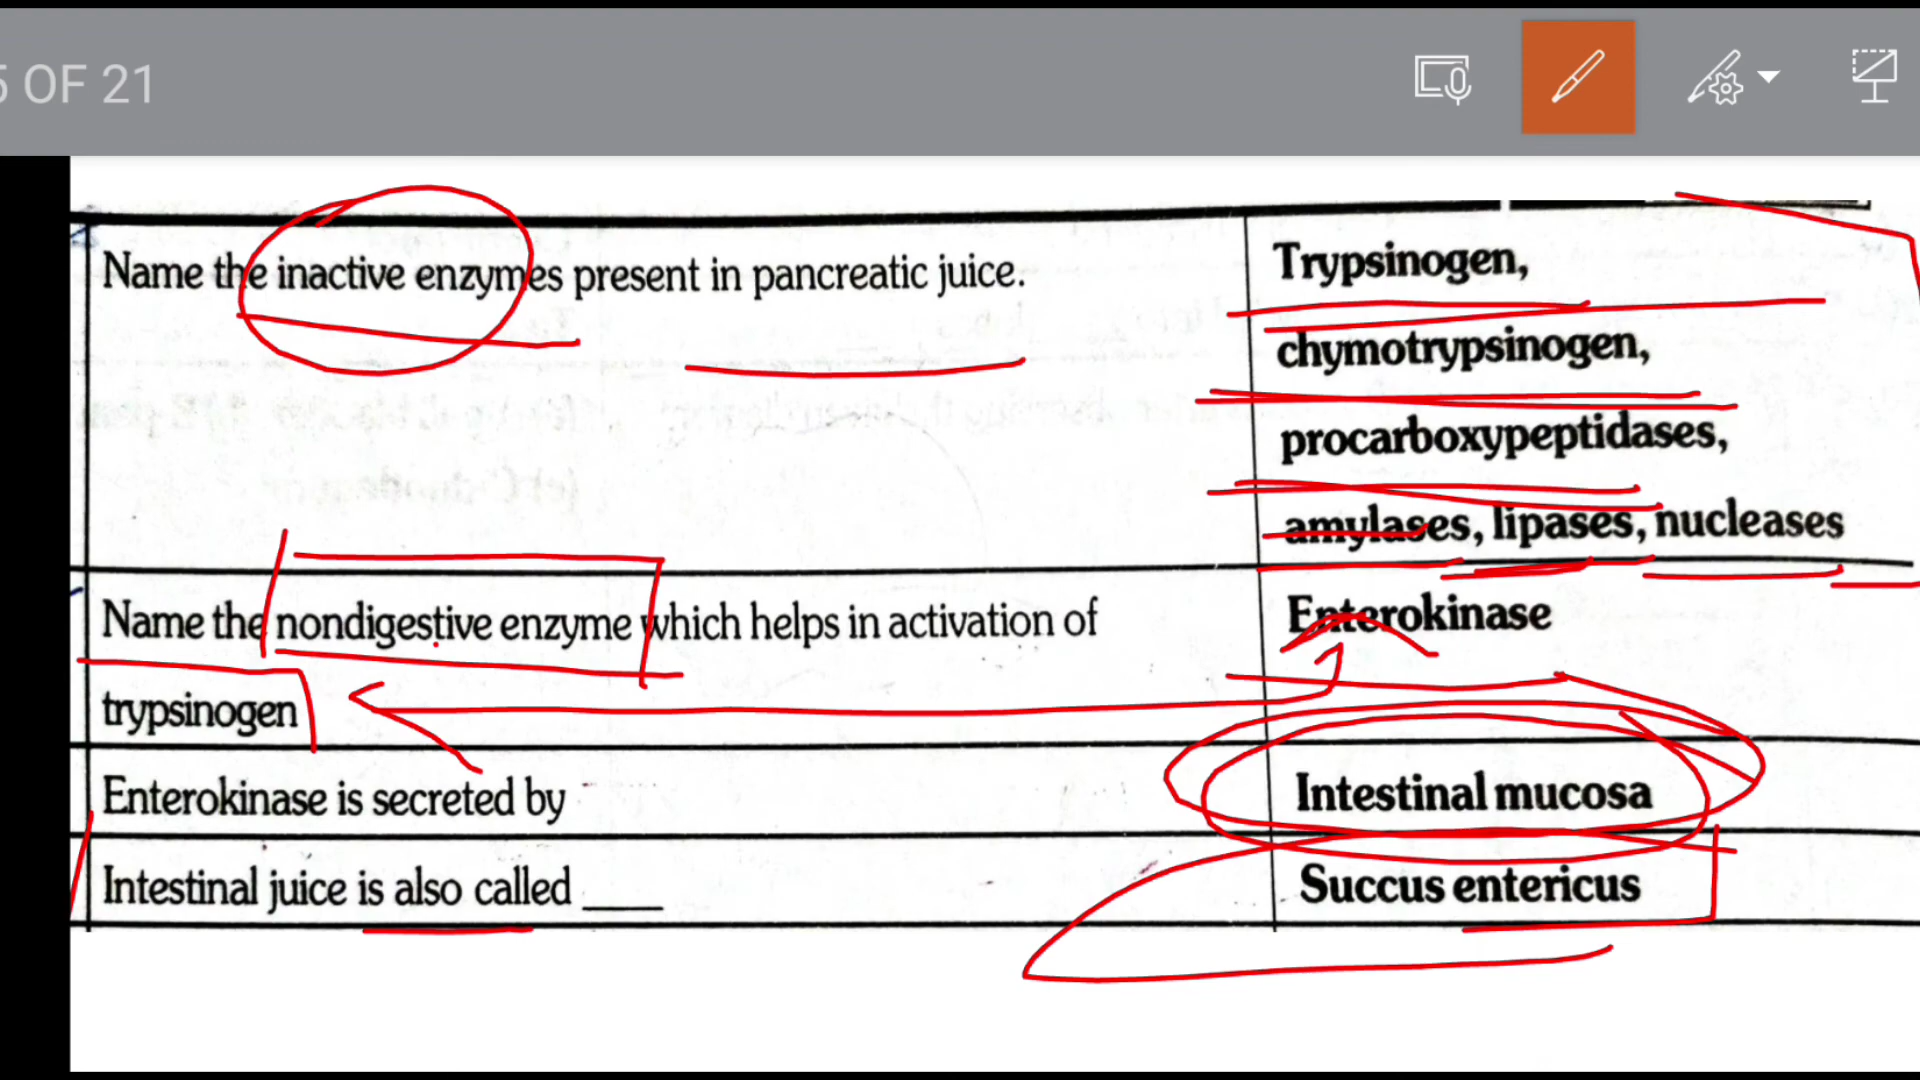 5 OF 21
Name the inactive enzymes present in pancreatic juice.
Trypsinogen,
chymotrypsinogen,
procarboxypeptidases,
amylases, lipases, nucleases
Name the nondigestive enzyme which helps in activation of
trypsinogen
Enterokinase
Enterokinase is secreted by
Intestinal mucosa
Intestinal juice is also called ____
Succus entericus